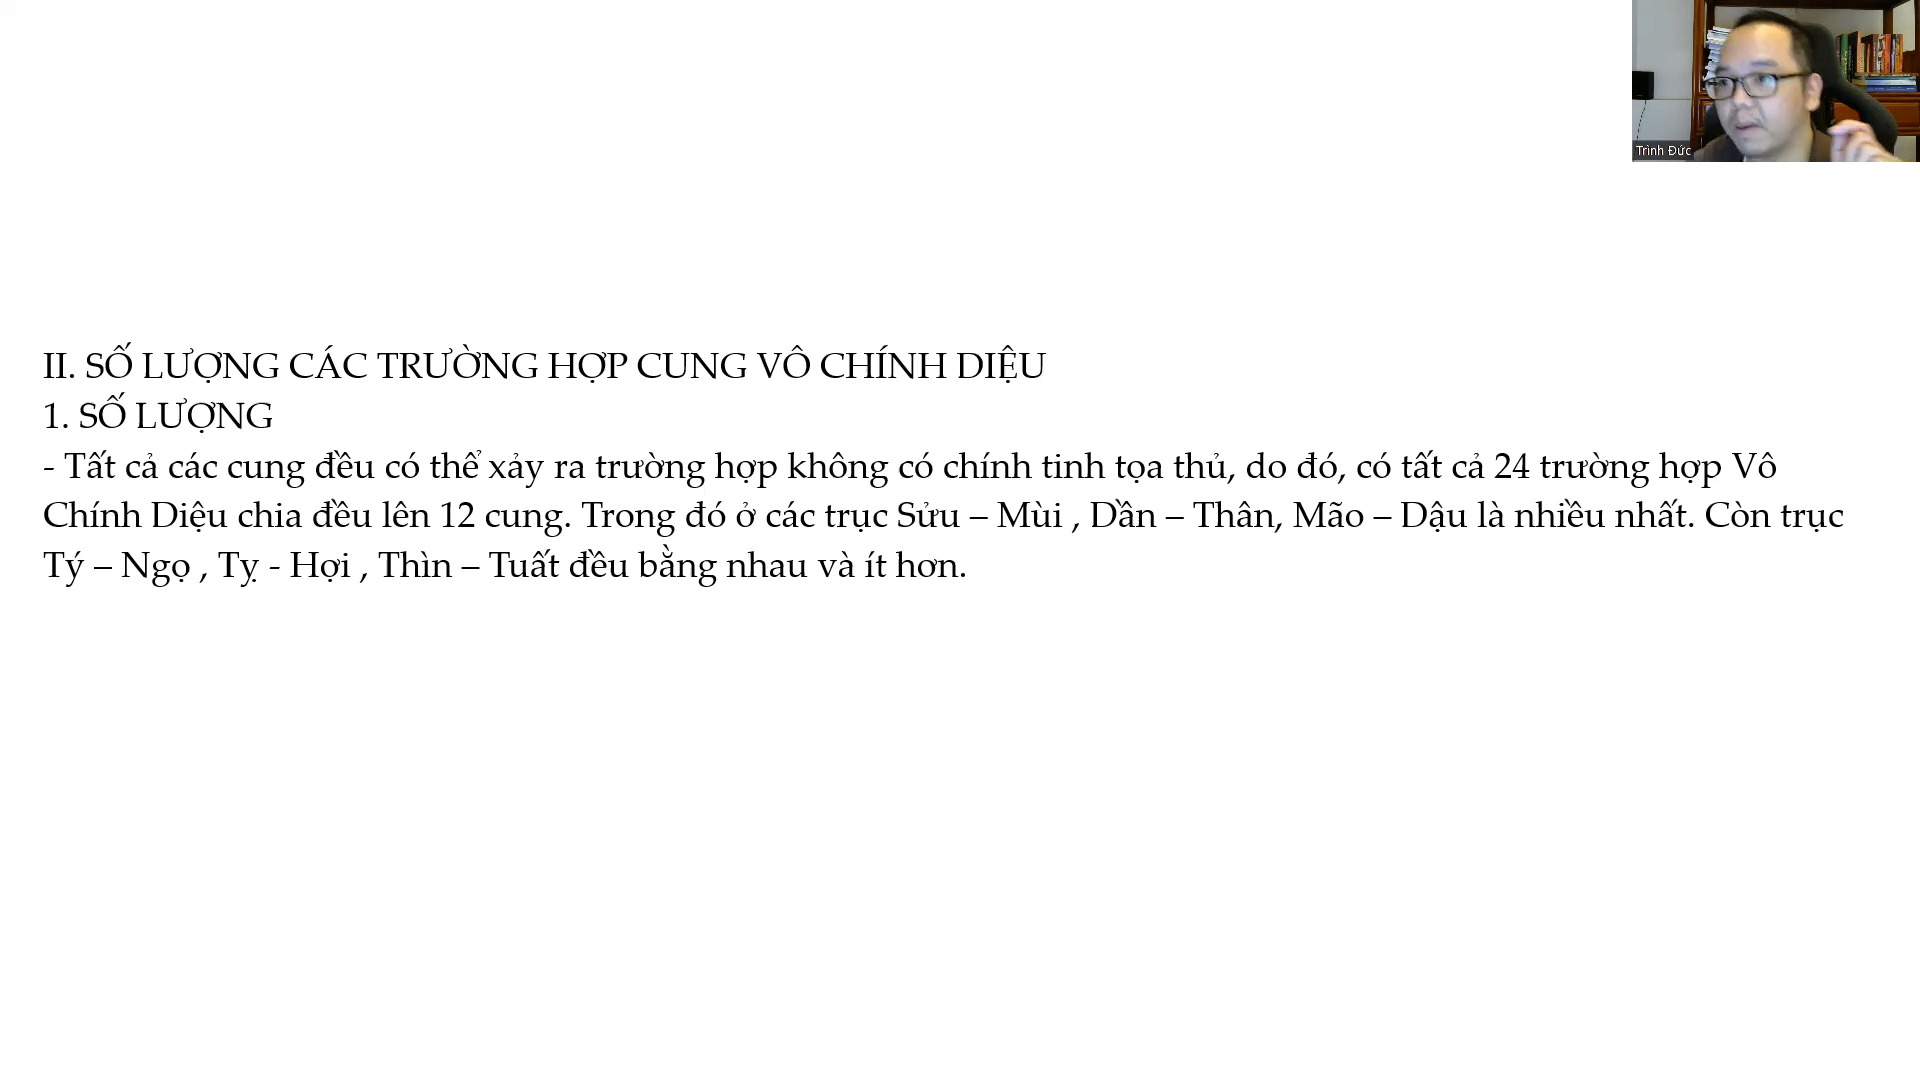 Trình Đức
II. SỐ LƯỢNG CÁC TRƯỜNG HỢP CUNG VÔ CHÍNH DIỆU
1. SỐ LƯỢNG
- Tất cả các cung đều có thể xảy ra trường hợp không có chính tinh tọa thủ, do đó, có tất cả 24 trường hợp Vô
Chính Diệu chia đều lên 12 cung. Trong đó ở các trục Sửu – Mùi , Dần – Thân, Mão – Dậu là nhiều nhất. Còn trục
Tý – Ngọ , Tỵ - Hợi , Thìn – Tuất đều bằng nhau và ít hơn.